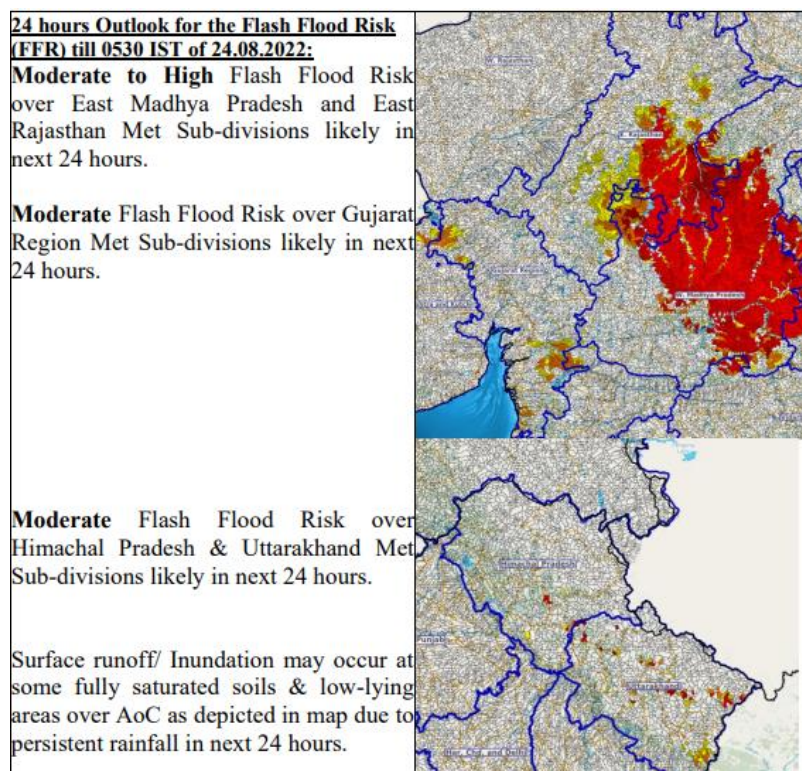 24 hours Outlook for the Flash Flood Risk
(FFR) till 0530 IST of 24.08.2022:
Moderate to High Flash Flood Risk
over East Madhya Pradesh and East
Rajasthan Met Sub-divisions likely in
next 24 hours.
Moderate Flash Flood Risk over Gujarat
Region Met Sub-divisions likely in next
24 hours.
Moderate Flash Flood Risk over
Himachal Pradesh & Uttarakhand Met
Sub-divisions likely in next 24 hours.
Surface runoff/ Inundation may occur at
some fully saturated soils & low-lying
areas over AoC as depicted in map due to
persistent rainfall in next 24 hours.
W. Rajasthan
E. Rajasthan
Gujarat Region
W. Madhya Pradesh
Himachal Pradesh
Punjab
Uttarakhand
Har. Chd. and Delhi